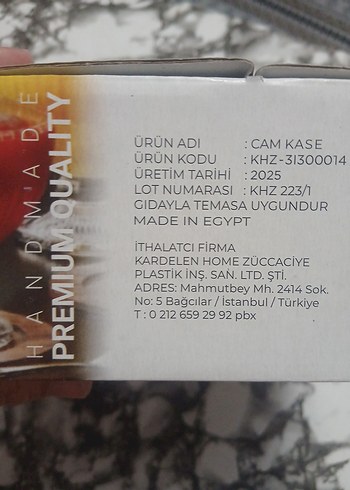 HANDMADE
PREMIUM QUALITY
ÜRÜN ADI : CAM KASE
ÜRÜN KODU : KHZ-3I300014
ÜRETİM TARİHİ : 2025
LOT NUMARASI : KHZ 223/1
GIDAYLA TEMASA UYGUNDUR
MADE IN EGYPT
İTHALATCI FİRMA
KARDELEN HOME ZÜCCACİYE
PLASTİK İNŞ. SAN. LTD. ŞTİ.
ADRES: Mahmutbey Mh. 2414 Sok.
No: 5 Bağcılar / İstanbul / Türkiye
T : 0 212 659 29 92 pbx